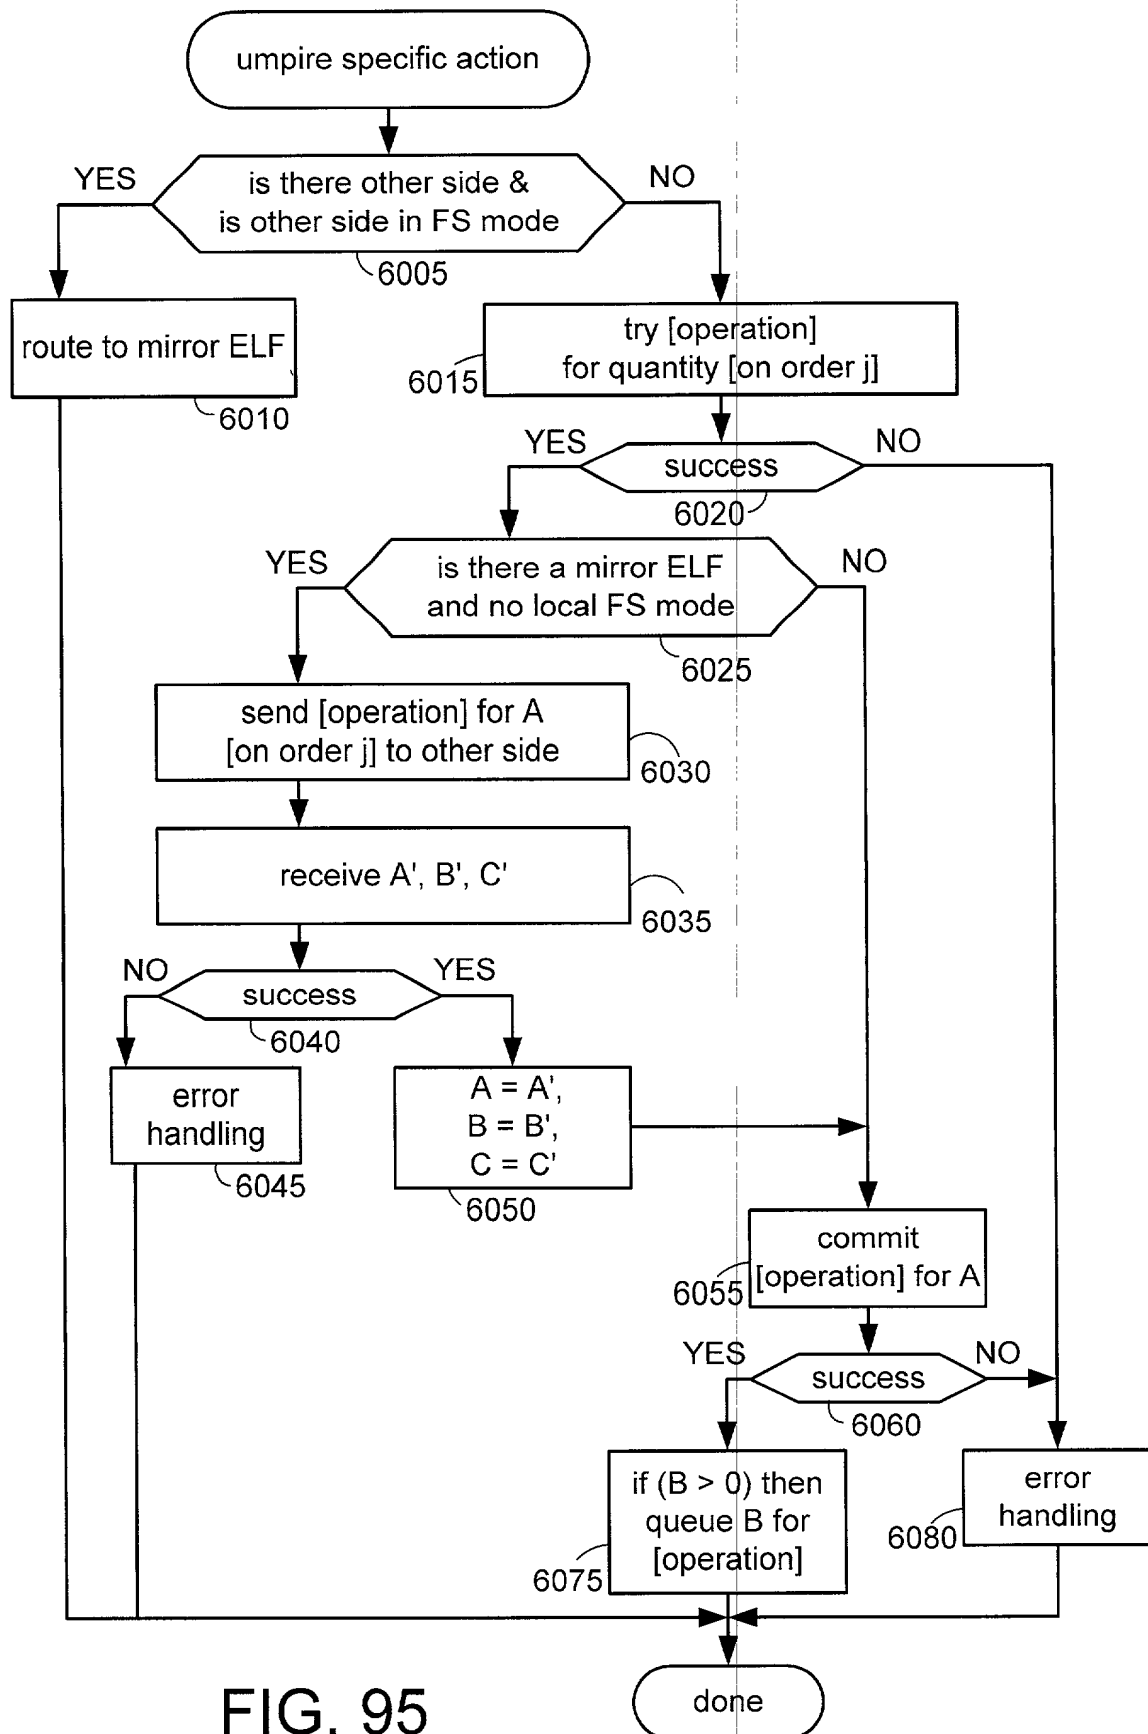 umpire specific action
YES
is there other side &
is other side in FS mode
NO
6005
route to mirror ELF
6010
try [operation]
for quantity [on order j]
6015
YES
success
NO
6020
YES
is there a mirror ELF
and no local FS mode
NO
6025
send [operation] for A
[on order j] to other side
6030
receive A', B', C'
6035
NO
success
YES
6040
error
handling
6045
A = A',
B = B',
C = C'
6050
commit
[operation] for A
6055
YES
success
NO
6060
if (B > 0) then
queue B for
[operation]
6075
error
handling
6080
done
FIG. 95